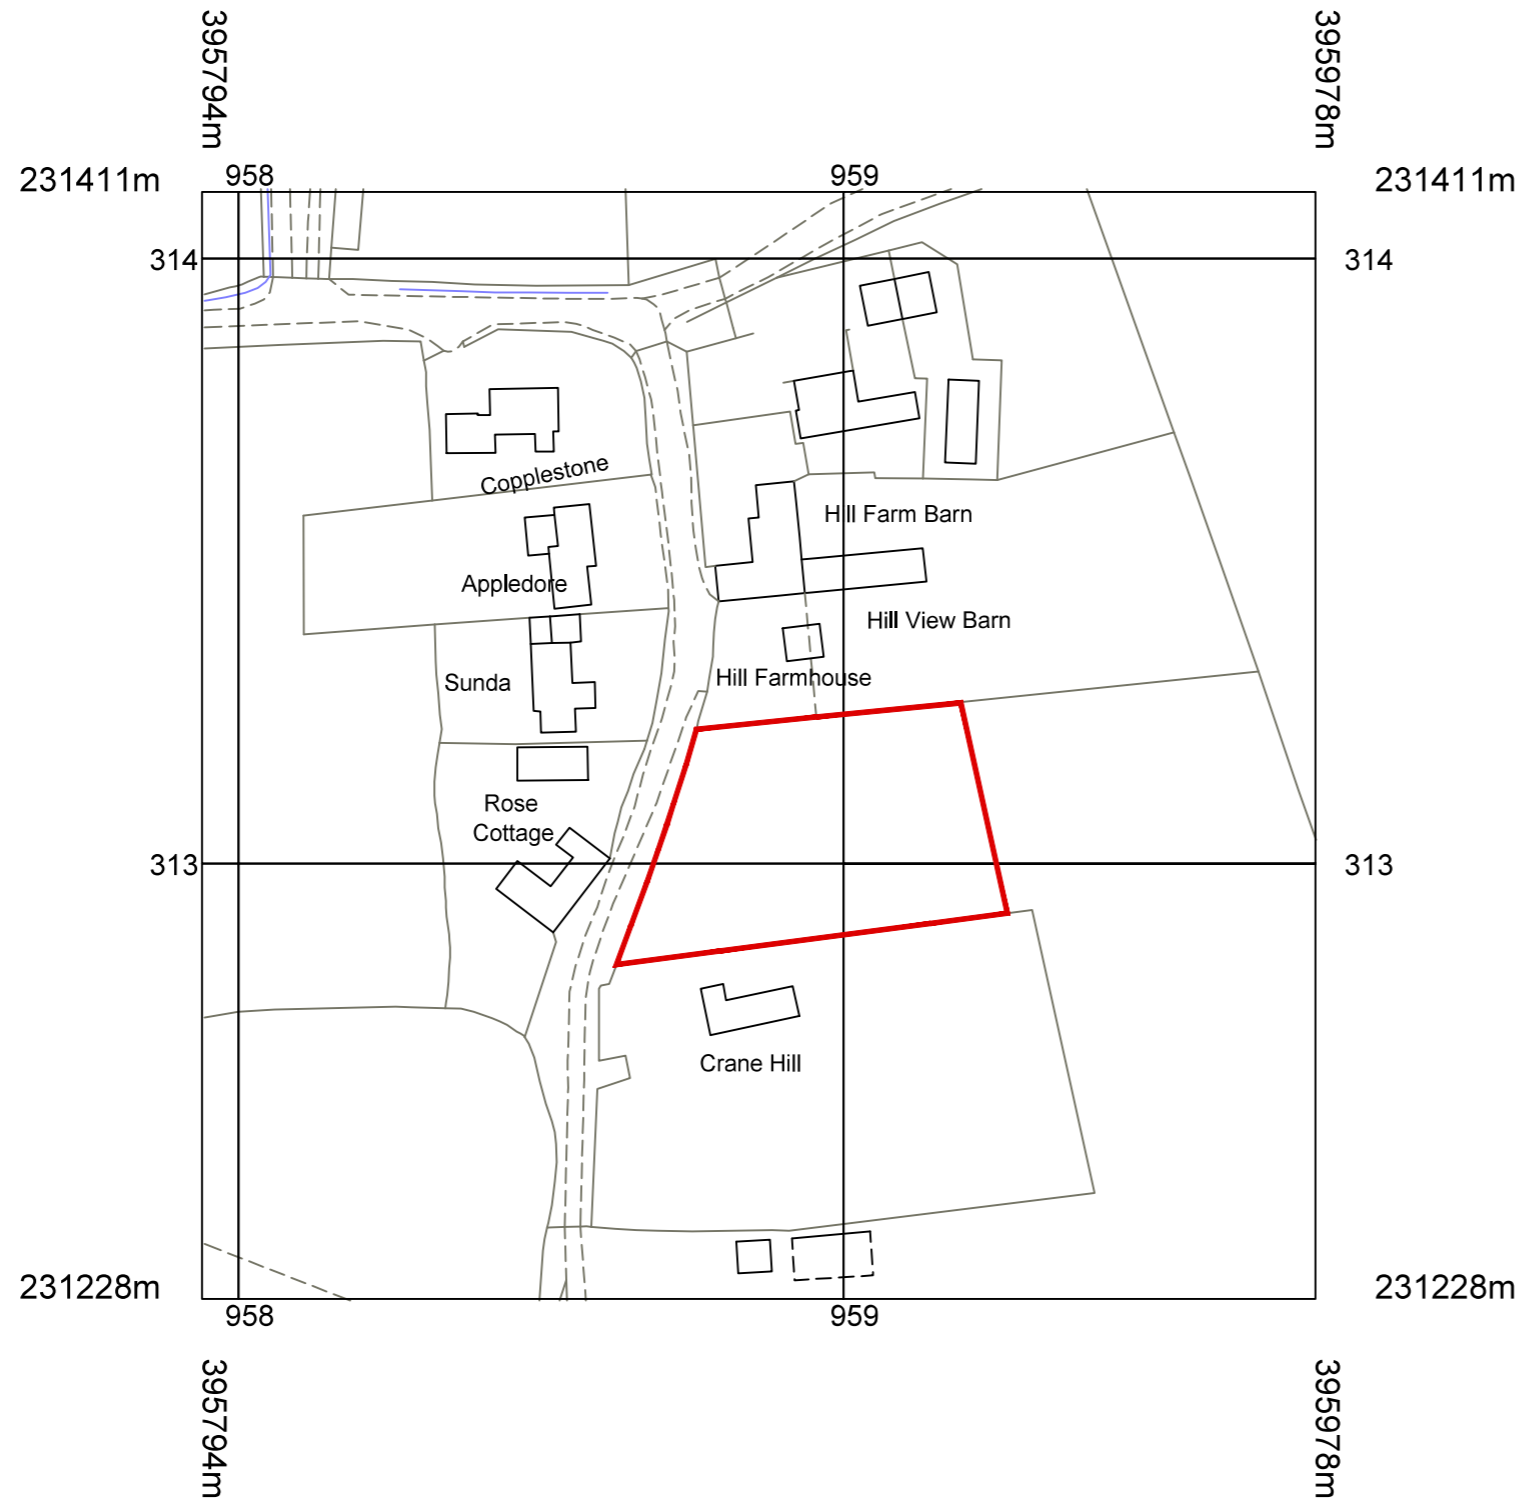 395794m
395978m
231411m
958
959
231411m
314
314
Copplestone
Hill Farm Barn
Appledore
Hill View Barn
Sunda
Hill Farmhouse
Rose
Cottage
313
313
Crane Hill
231228m
958
959
231228m
395794m
395978m